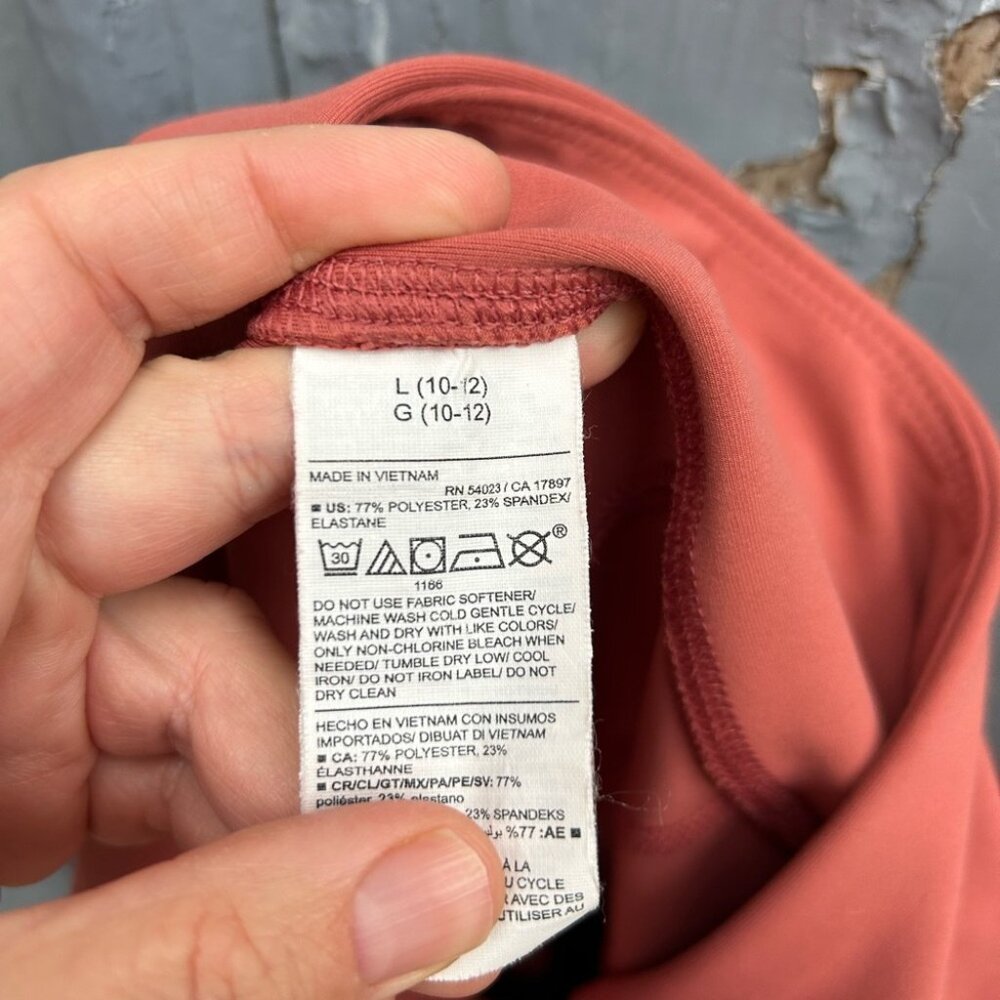 L (10-12)
G (10-12)
MADE IN VIETNAM
RN 54023 / CA 17897
US: 77% POLYESTER, 23% SPANDEX/
ELASTANE
30
®
1166
DO NOT USE FABRIC SOFTENER/
MACHINE WASH COLD GENTLE CYCLE/
WASH AND DRY WITH LIKE COLORS/
ONLY NON-CHLORINE BLEACH WHEN
NEEDED/ TUMBLE DRY LOW/ COOL
IRON/ DO NOT IRON LABEL/ DO NOT
DRY CLEAN
HECHO EN VIETNAM CON INSUMOS
IMPORTADOS/ DIBUAT DI VIETNAM
CA: 77% POLYESTER, 23%
ÉLASTHANNE
CR/CL/GT/MX/PA/PE/SV: 77%
poliéster, 23% elastano
23% SPANDEKS
AE: 77%
À LA
CYCLE
AVEC DES
UTILISER AU